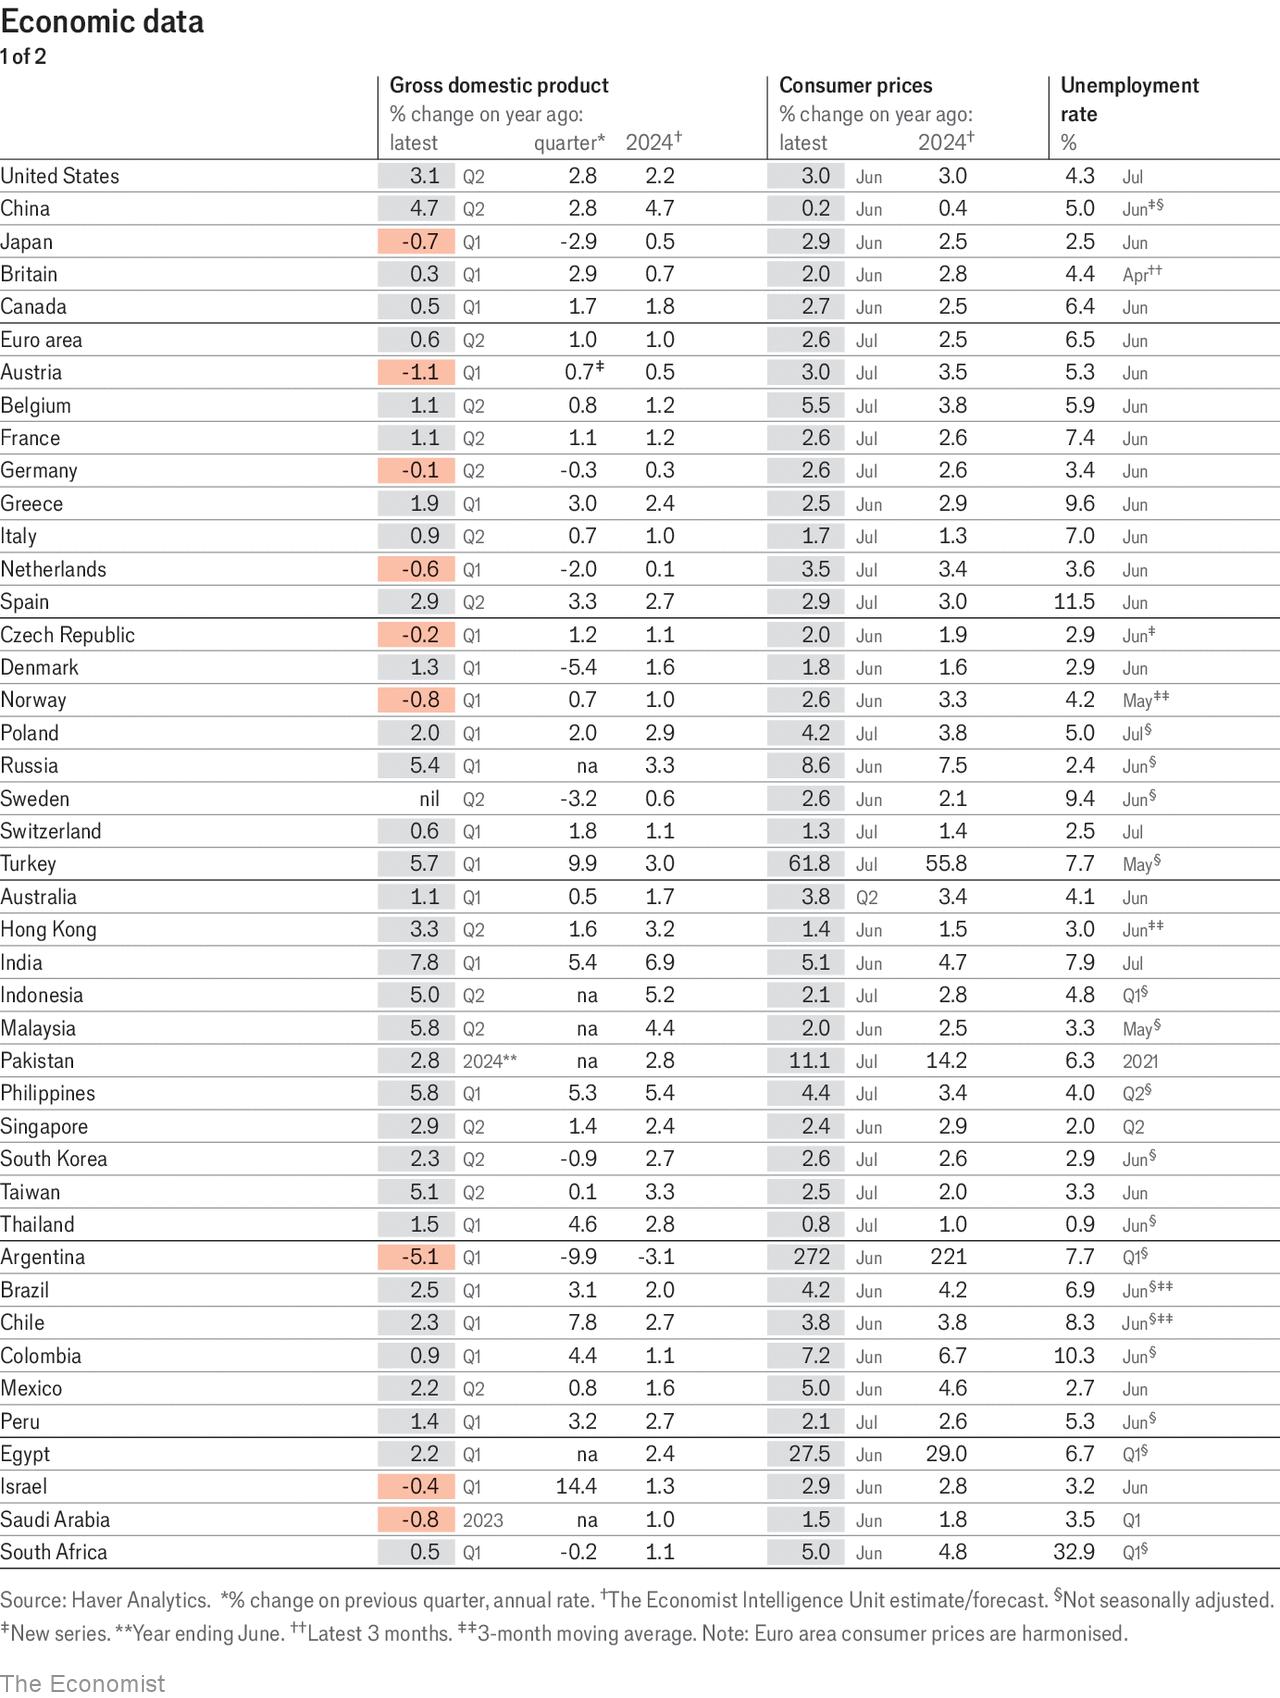 Economic data
1 of 2
Gross domestic product Consumer prices Unemployment
% change on year ago: % change on year ago: rate
latest quarter* 2024† latest 2024† %
United States 3.1 Q2 2.8 2.2 3.0 Jun 3.0 4.3 Jul
China 4.7 Q2 2.8 4.7 0.2 Jun 0.4 5.0 Jun‡§
Japan -0.7 Q1 -2.9 0.5 2.9 Jun 2.5 2.5 Jun
Britain 0.3 Q1 2.9 0.7 2.0 Jun 2.8 4.4 Apr††
Canada 0.5 Q1 1.7 1.8 2.7 Jun 2.5 6.4 Jun
Euro area 0.6 Q2 1.0 1.0 2.6 Jul 2.5 6.5 Jun
Austria -1.1 Q1 0.7‡ 0.5 3.0 Jul 3.5 5.3 Jun
Belgium 1.1 Q2 0.8 1.2 5.5 Jul 3.8 5.9 Jun
France 1.1 Q2 1.1 1.2 2.6 Jul 2.6 7.4 Jun
Germany -0.1 Q2 -0.3 0.3 2.6 Jul 2.6 3.4 Jun
Greece 1.9 Q1 3.0 2.4 2.5 Jun 2.9 9.6 Jun
Italy 0.9 Q2 0.7 1.0 1.7 Jul 1.3 7.0 Jun
Netherlands -0.6 Q1 -2.0 0.1 3.5 Jul 3.4 3.6 Jun
Spain 2.9 Q2 3.3 2.7 2.9 Jul 3.0 11.5 Jun
Czech Republic -0.2 Q1 1.2 1.1 2.0 Jun 1.9 2.9 Jun‡
Denmark 1.3 Q1 -5.4 1.6 1.8 Jun 1.6 2.9 Jun
Norway -0.8 Q1 0.7 1.0 2.6 Jun 3.3 4.2 May‡‡
Poland 2.0 Q1 2.0 2.9 4.2 Jul 3.8 5.0 Jul§
Russia 5.4 Q1 na 3.3 8.6 Jun 7.5 2.4 Jun§
Sweden nil Q2 -3.2 0.6 2.6 Jun 2.1 9.4 Jun§
Switzerland 0.6 Q1 1.8 1.1 1.3 Jul 1.4 2.5 Jul
Turkey 5.7 Q1 9.9 3.0 61.8 Jul 55.8 7.7 May§
Australia 1.1 Q1 0.5 1.7 3.8 Q2 3.4 4.1 Jun
Hong Kong 3.3 Q2 1.6 3.2 1.4 Jun 1.5 3.0 Jun‡‡
India 7.8 Q1 5.4 6.9 5.1 Jun 4.7 7.9 Jul
Indonesia 5.0 Q2 na 5.2 2.1 Jul 2.8 4.8 Q1§
Malaysia 5.8 Q2 na 4.4 2.0 Jun 2.5 3.3 May§
Pakistan 2.8 2024** na 2.8 11.1 Jul 14.2 6.3 2021
Philippines 5.8 Q1 5.3 5.4 4.4 Jul 3.4 4.0 Q2§
Singapore 2.9 Q2 1.4 2.4 2.4 Jun 2.9 2.0 Q2
South Korea 2.3 Q2 -0.9 2.7 2.6 Jul 2.6 2.9 Jun§
Taiwan 5.1 Q2 0.1 3.3 2.5 Jul 2.0 3.3 Jun
Thailand 1.5 Q1 4.6 2.8 0.8 Jul 1.0 0.9 Jun§
Argentina -5.1 Q1 -9.9 -3.1 272 Jun 221 7.7 Q1§
Brazil 2.5 Q1 3.1 2.0 4.2 Jun 4.2 6.9 Jun§‡‡
Chile 2.3 Q1 7.8 2.7 3.8 Jun 3.8 8.3 Jun§‡‡
Colombia 0.9 Q1 4.4 1.1 7.2 Jun 6.7 10.3 Jun§
Mexico 2.2 Q2 0.8 1.6 5.0 Jun 4.6 2.7 Jun
Peru 1.4 Q1 3.2 2.7 2.1 Jul 2.6 5.3 Jun§
Egypt 2.2 Q1 na 2.4 27.5 Jun 29.0 6.7 Q1§
Israel -0.4 Q1 14.4 1.3 2.9 Jun 2.8 3.2 Jun
Saudi Arabia -0.8 2023 na 1.0 1.5 Jun 1.8 3.5 Q1
South Africa 0.5 Q1 -0.2 1.1 5.0 Jun 4.8 32.9 Q1§
Source: Haver Analytics. *% change on previous quarter, annual rate. †The Economist Intelligence Unit estimate/forecast. §Not seasonally adjusted.
‡New series. **Year ending June. ††Latest 3 months. ‡‡3-month moving average. Note: Euro area consumer prices are harmonised.
The Economist